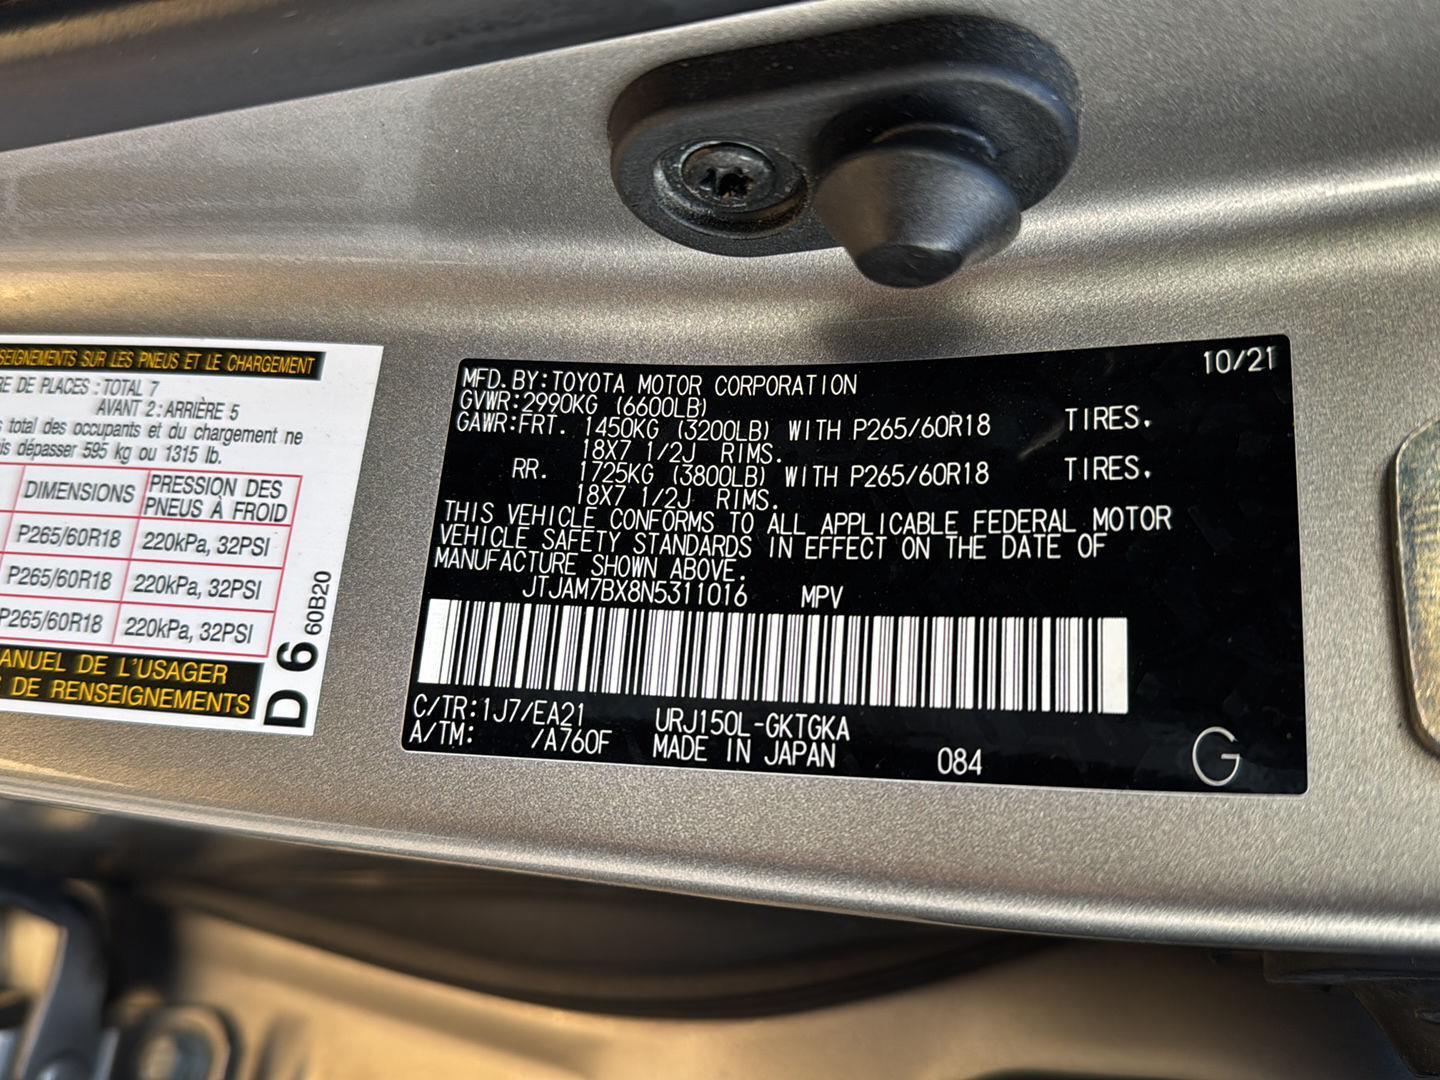 SEIGNEMENTS SUR LES PNEUS ET LE CHARGEMENT
RE DE PLACES : TOTAL 7
AVANT 2 : ARRIÈRE 5
total des occupants et du chargement ne
is dépasser 595 kg ou 1315 lb.
DIMENSIONS PRESSION DES PNEUS À FROID
P265/60R18 220kPa, 32PSI
P265/60R18 220kPa, 32PSI
P265/60R18 220kPa, 32PSI
ANUEL DE L'USAGER
S DE RENSEIGNEMENTS
D 6 60B20
10/21
MFD. BY: TOYOTA MOTOR CORPORATION
GVWR: 2990KG (6600LB)
GAWR: FRT. 1450KG (3200LB) WITH P265/60R18 TIRES.
18X7 1/2J RIMS.
RR. 1725KG (3800LB) WITH P265/60R18 TIRES.
18X7 1/2J RIMS.
THIS VEHICLE CONFORMS TO ALL APPLICABLE FEDERAL MOTOR
VEHICLE SAFETY STANDARDS IN EFFECT ON THE DATE OF
MANUFACTURE SHOWN ABOVE.
JTJAM7BX8N5311016 MPV
C/TR: 1J7/EA21 URJ150L-GKTGKA
A/TM: /A760F MADE IN JAPAN 084 G